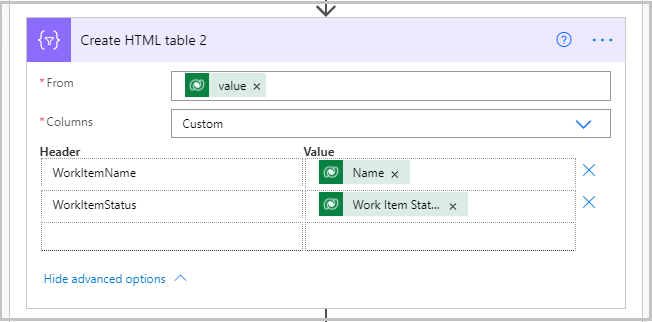 Create HTML table 2
?
...
* From
value ×
* Columns
Custom
Header Value
WorkItemName Name ×
WorkItemStatus Work Item Stat... ×
Hide advanced options